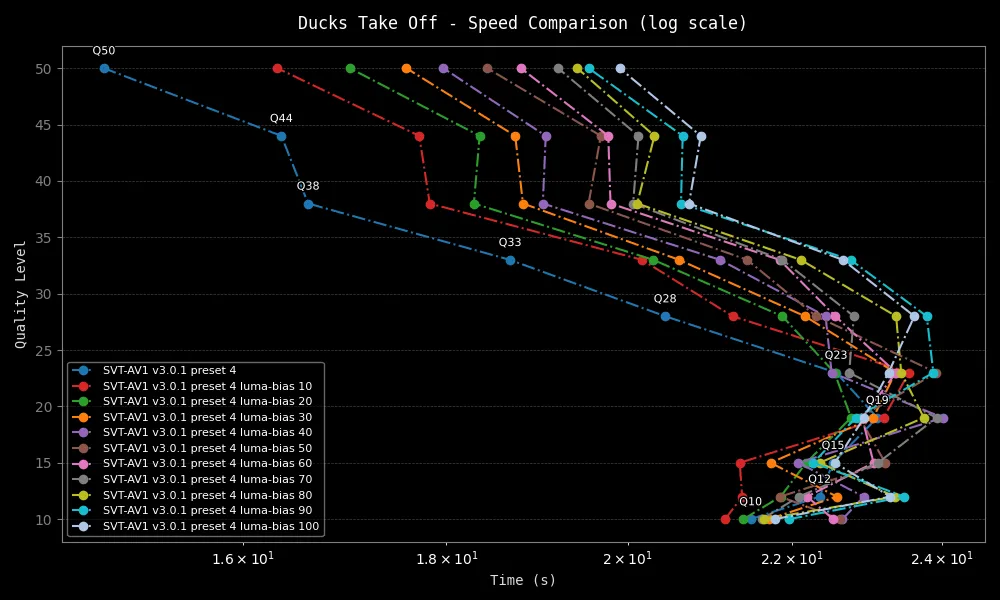 Ducks Take Off - Speed Comparison (log scale)
Quality Level
50
45
40
35
30
25
20
15
10
Q50
Q44
Q38
Q33
Q28
Q23
Q19
Q15
Q12
Q10
SVT-AV1 v3.0.1 preset 4
SVT-AV1 v3.0.1 preset 4 luma-bias 10
SVT-AV1 v3.0.1 preset 4 luma-bias 20
SVT-AV1 v3.0.1 preset 4 luma-bias 30
SVT-AV1 v3.0.1 preset 4 luma-bias 40
SVT-AV1 v3.0.1 preset 4 luma-bias 50
SVT-AV1 v3.0.1 preset 4 luma-bias 60
SVT-AV1 v3.0.1 preset 4 luma-bias 70
SVT-AV1 v3.0.1 preset 4 luma-bias 80
SVT-AV1 v3.0.1 preset 4 luma-bias 90
SVT-AV1 v3.0.1 preset 4 luma-bias 100
1.6 × 10¹ 1.8 × 10¹ 2 × 10¹ 2.2 × 10¹ 2.4 × 10¹
Time (s)